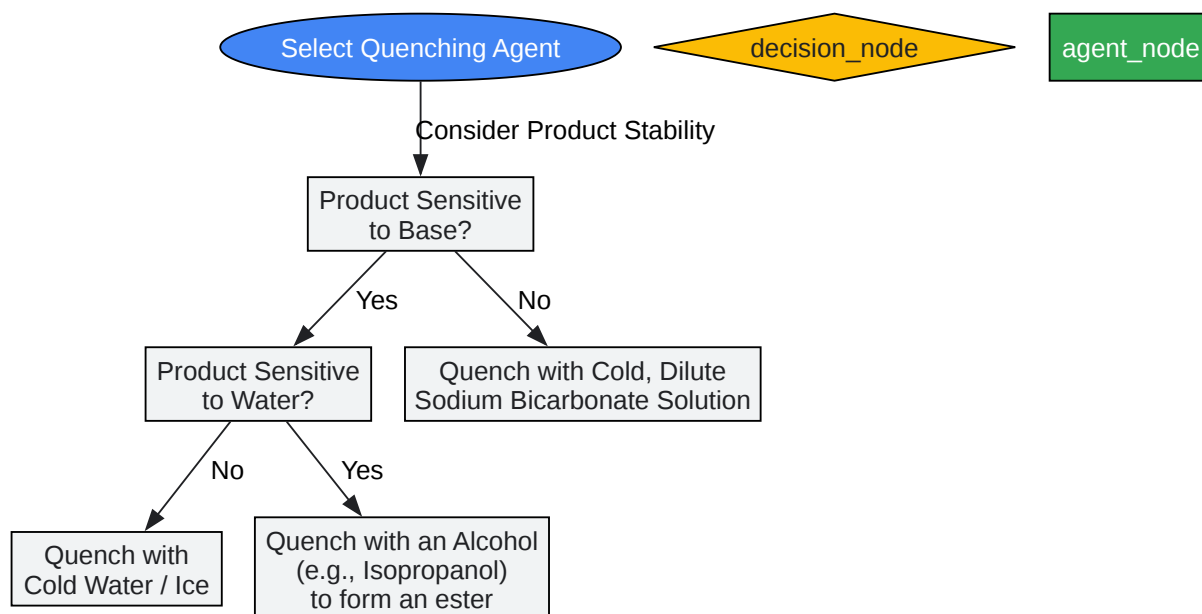 Select Quenching Agent
decision_node
agent_node
Consider Product Stability
Product Sensitive
to Base?
Yes
No
Product Sensitive
to Water?
Quench with Cold, Dilute
Sodium Bicarbonate Solution
No
Yes
Quench with
Cold Water / Ice
Quench with an Alcohol
(e.g., Isopropanol)
to form an ester